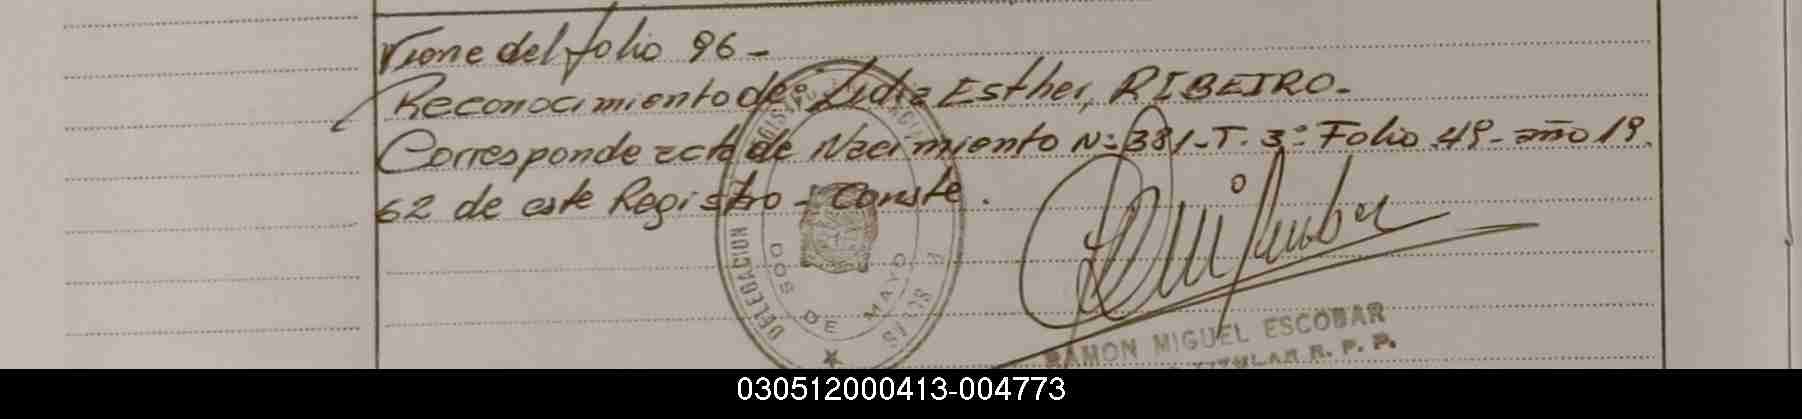 Viene del folio 96-
Reconocimiento de: Lidia Esther, RIBEIRO.-
Corresponde acta de Nacimiento N: 381-T. 3: Folio 49- año 19
62 de este Registro - Conste.
DELEGACION
DOS DE MAYO
RAMON MIGUEL ESCOBAR
TITULAR R. P. P.
030512000413-004773